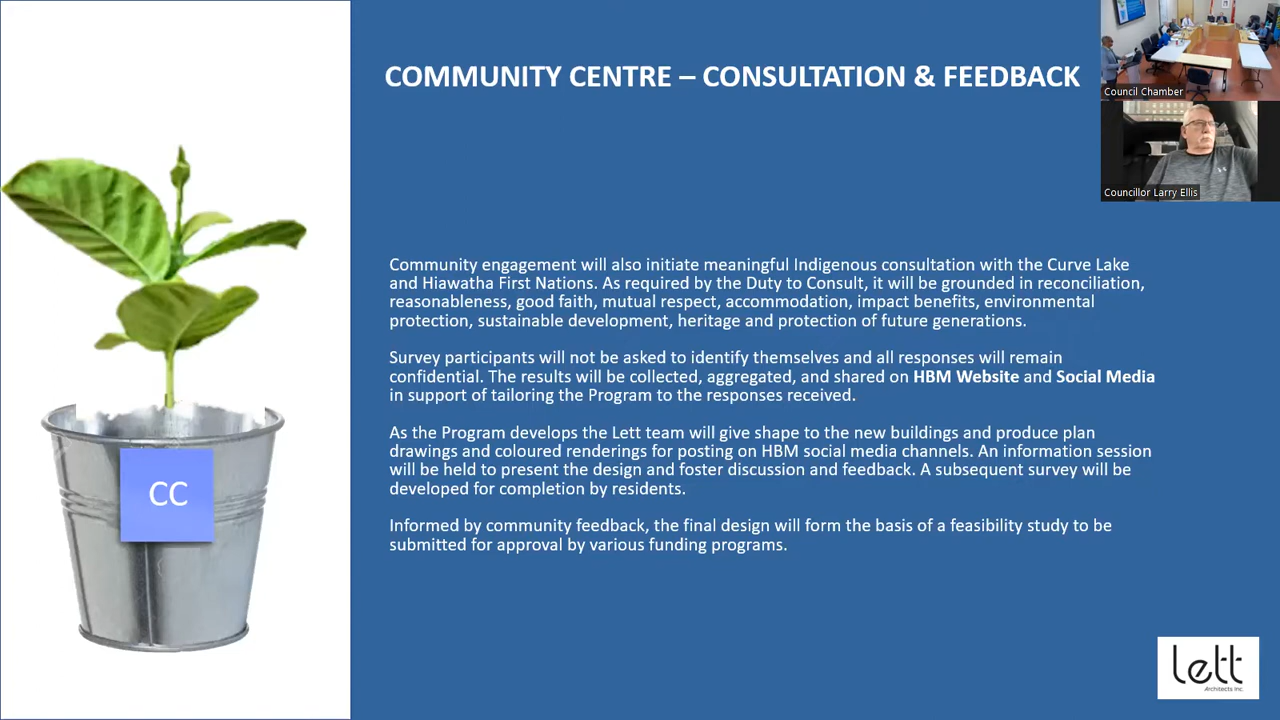 COMMUNITY CENTRE – CONSULTATION & FEEDBACK
Council Chamber
Councillor Larry Ellis
Community engagement will also initiate meaningful Indigenous consultation with the Curve Lake
and Hiawatha First Nations. As required by the Duty to Consult, it will be grounded in reconciliation,
reasonableness, good faith, mutual respect, accommodation, impact benefits, environmental
protection, sustainable development, heritage and protection of future generations.
Survey participants will not be asked to identify themselves and all responses will remain
confidential. The results will be collected, aggregated, and shared on HBM Website and Social Media
in support of tailoring the Program to the responses received.
As the Program develops the Lett team will give shape to the new buildings and produce plan
drawings and coloured renderings for posting on HBM social media channels. An information session
will be held to present the design and foster discussion and feedback. A subsequent survey will be
developed for completion by residents.
Informed by community feedback, the final design will form the basis of a feasibility study to be
submitted for approval by various funding programs.
CC
lett
Architects Inc.